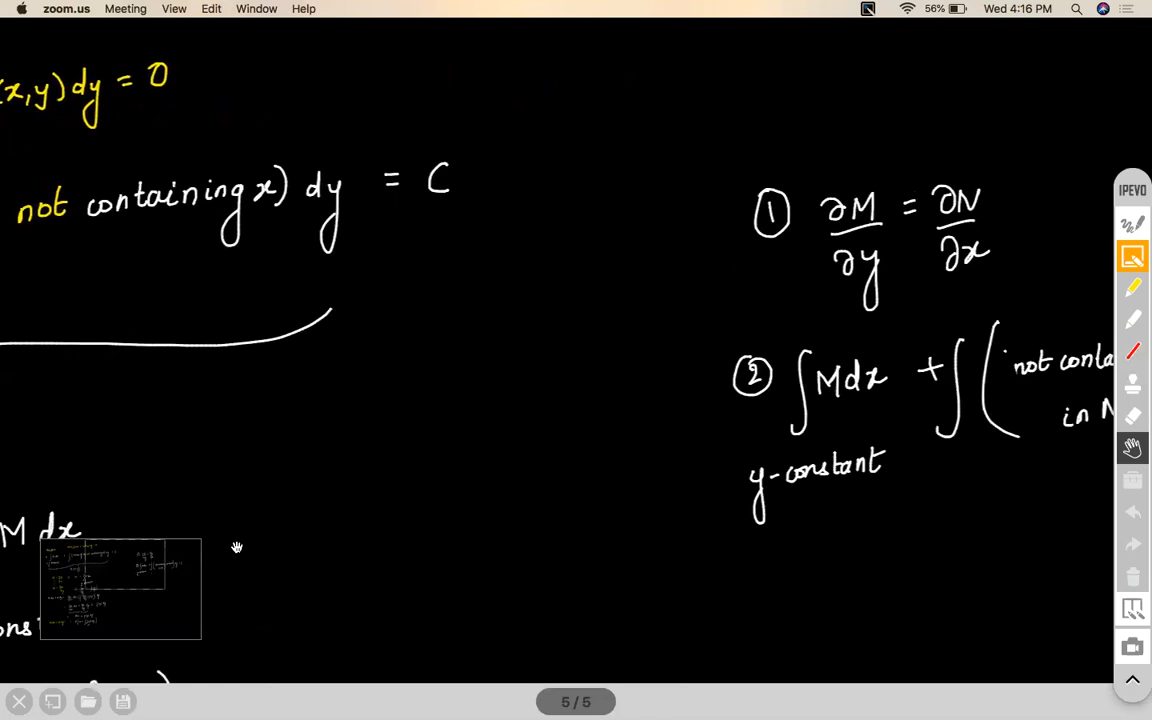 zoom.us Meeting View Edit Window Help 56% Wed 4:16 PM
(x,y) dy = 0
not containing x) dy = C
① ∂M/∂y = ∂N/∂x
② ∫ M dx + ∫ ( not conta
in N
y-constant
M dx
cons
5 / 5
IPEVO